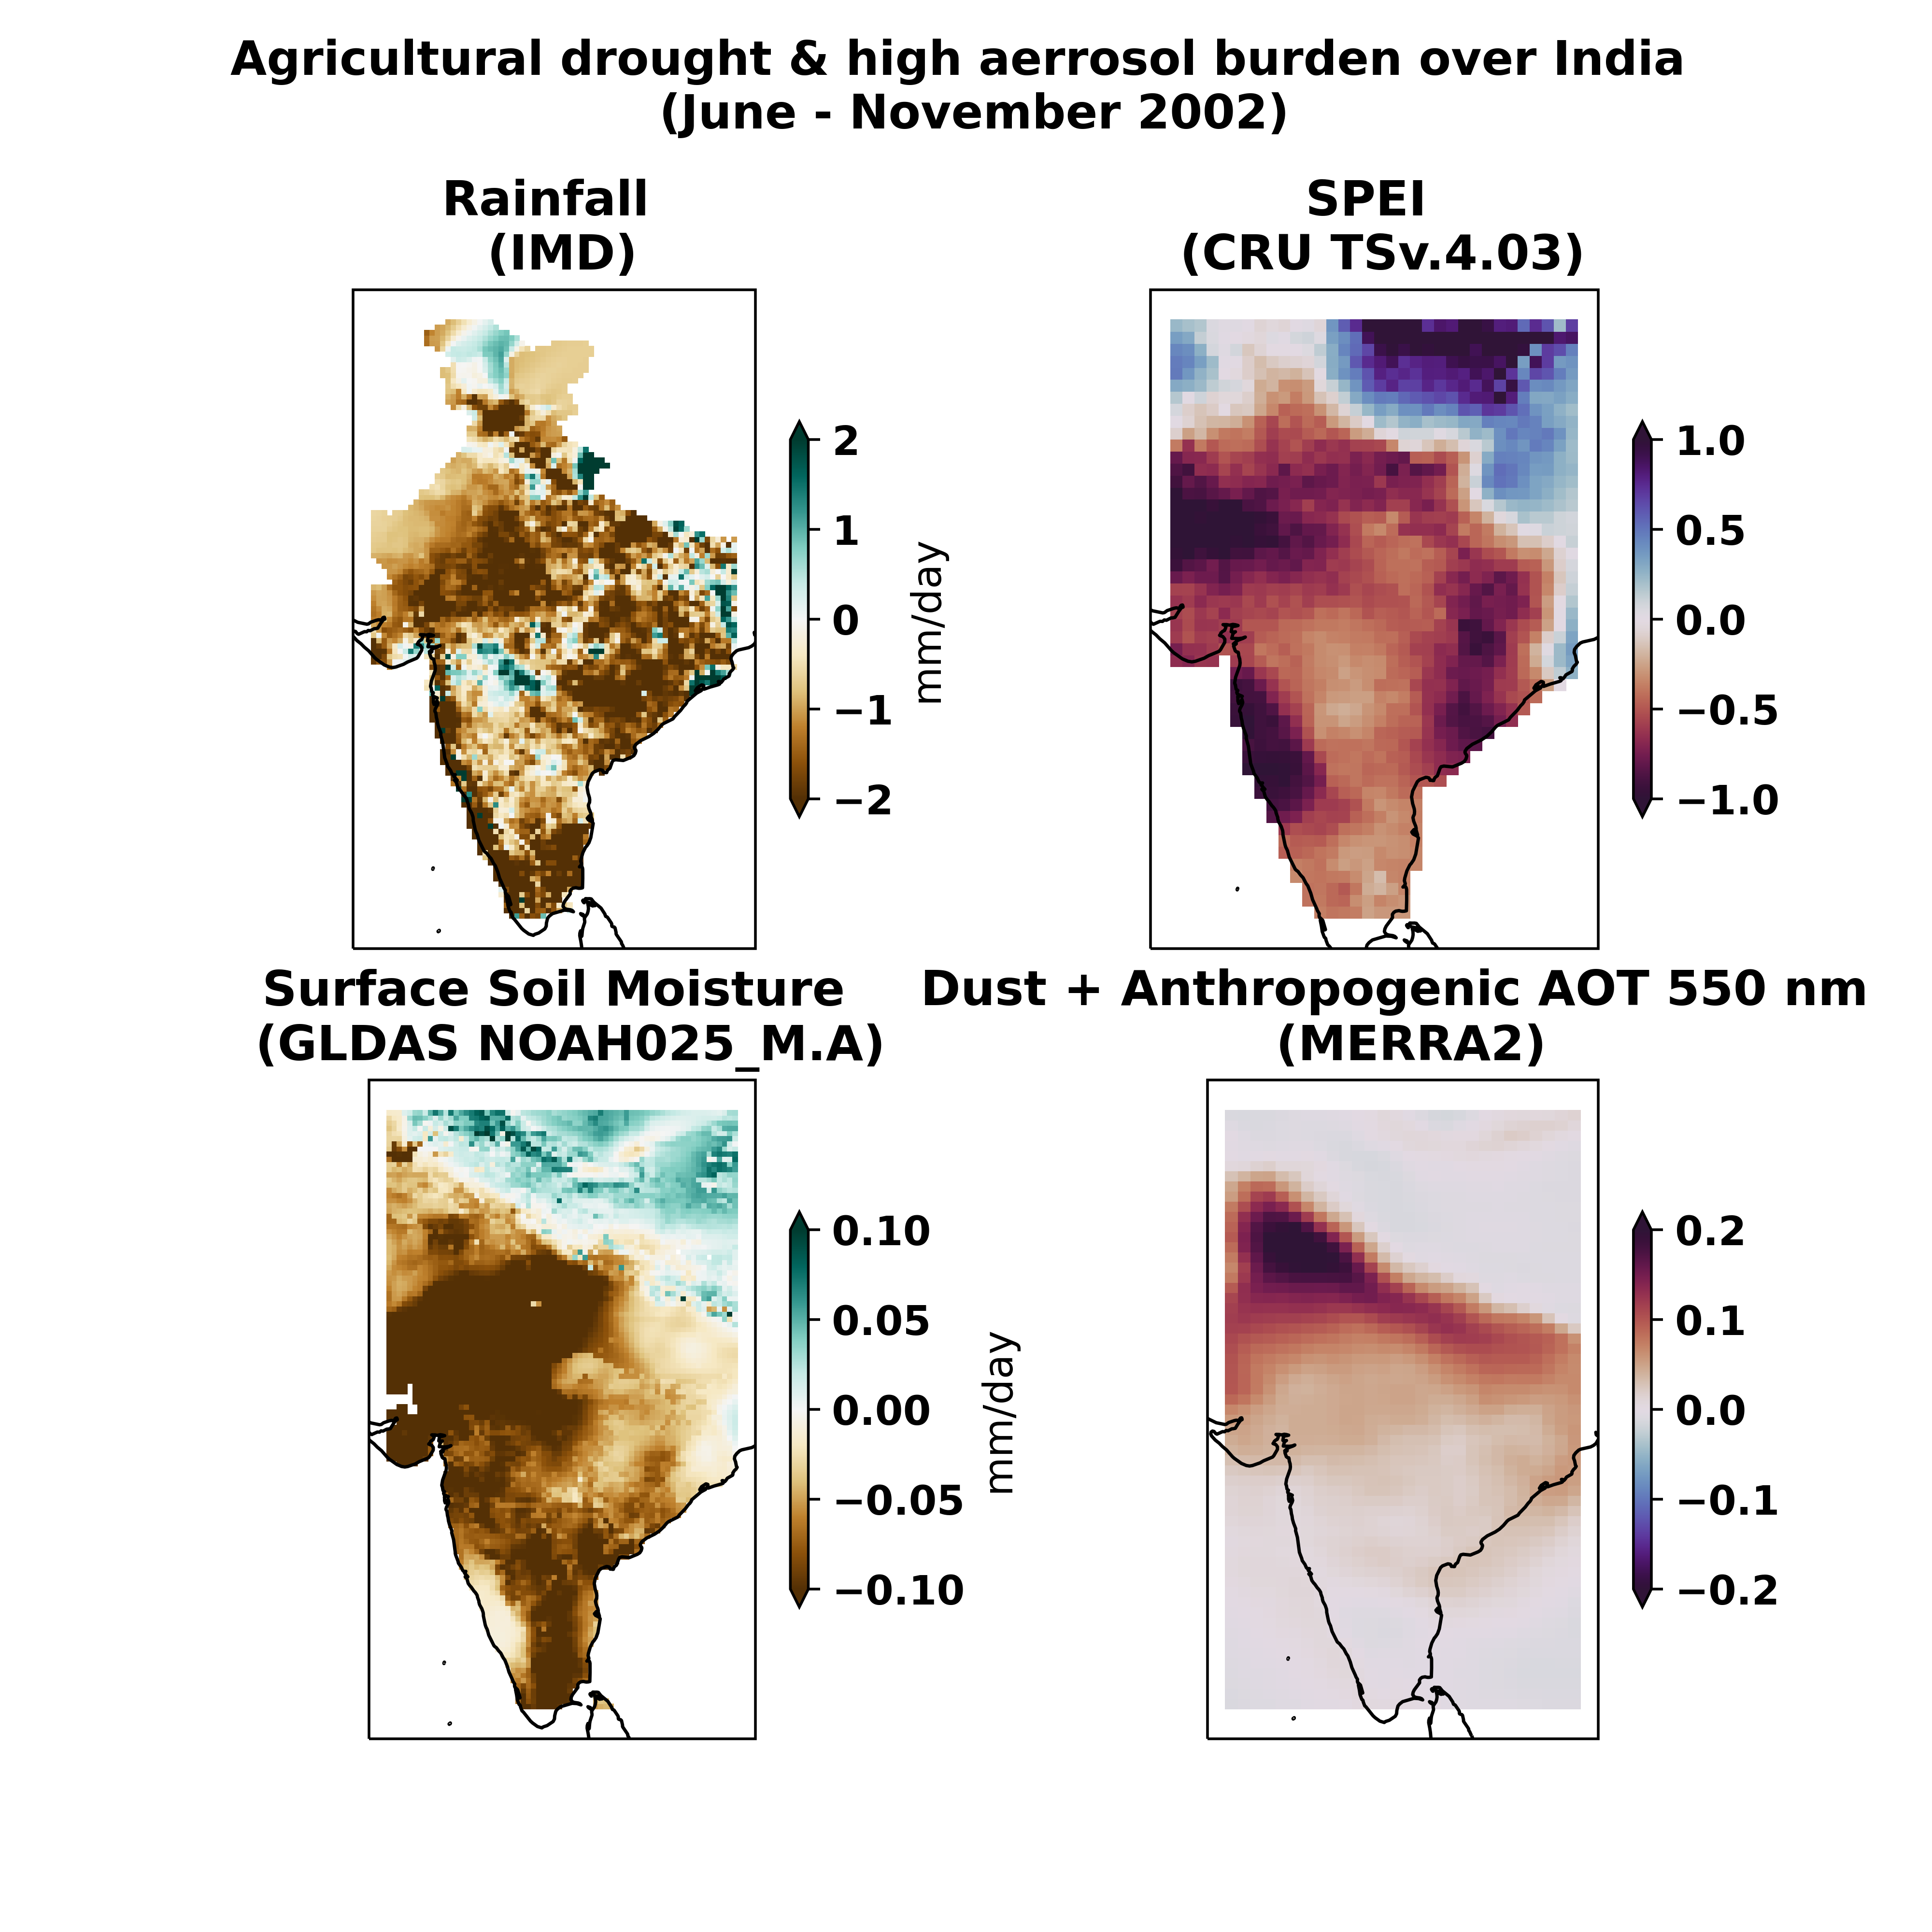 Agricultural drought & high aerrosol burden over India
(June - November 2002)
Rainfall
(IMD)
2
1
0
−1
−2
mm/day
SPEI
(CRU TSv.4.03)
1.0
0.5
0.0
−0.5
−1.0
Surface Soil Moisture
(GLDAS NOAH025_M.A)
0.10
0.05
0.00
−0.05
−0.10
mm/day
Dust + Anthropogenic AOT 550 nm
(MERRA2)
0.2
0.1
0.0
−0.1
−0.2